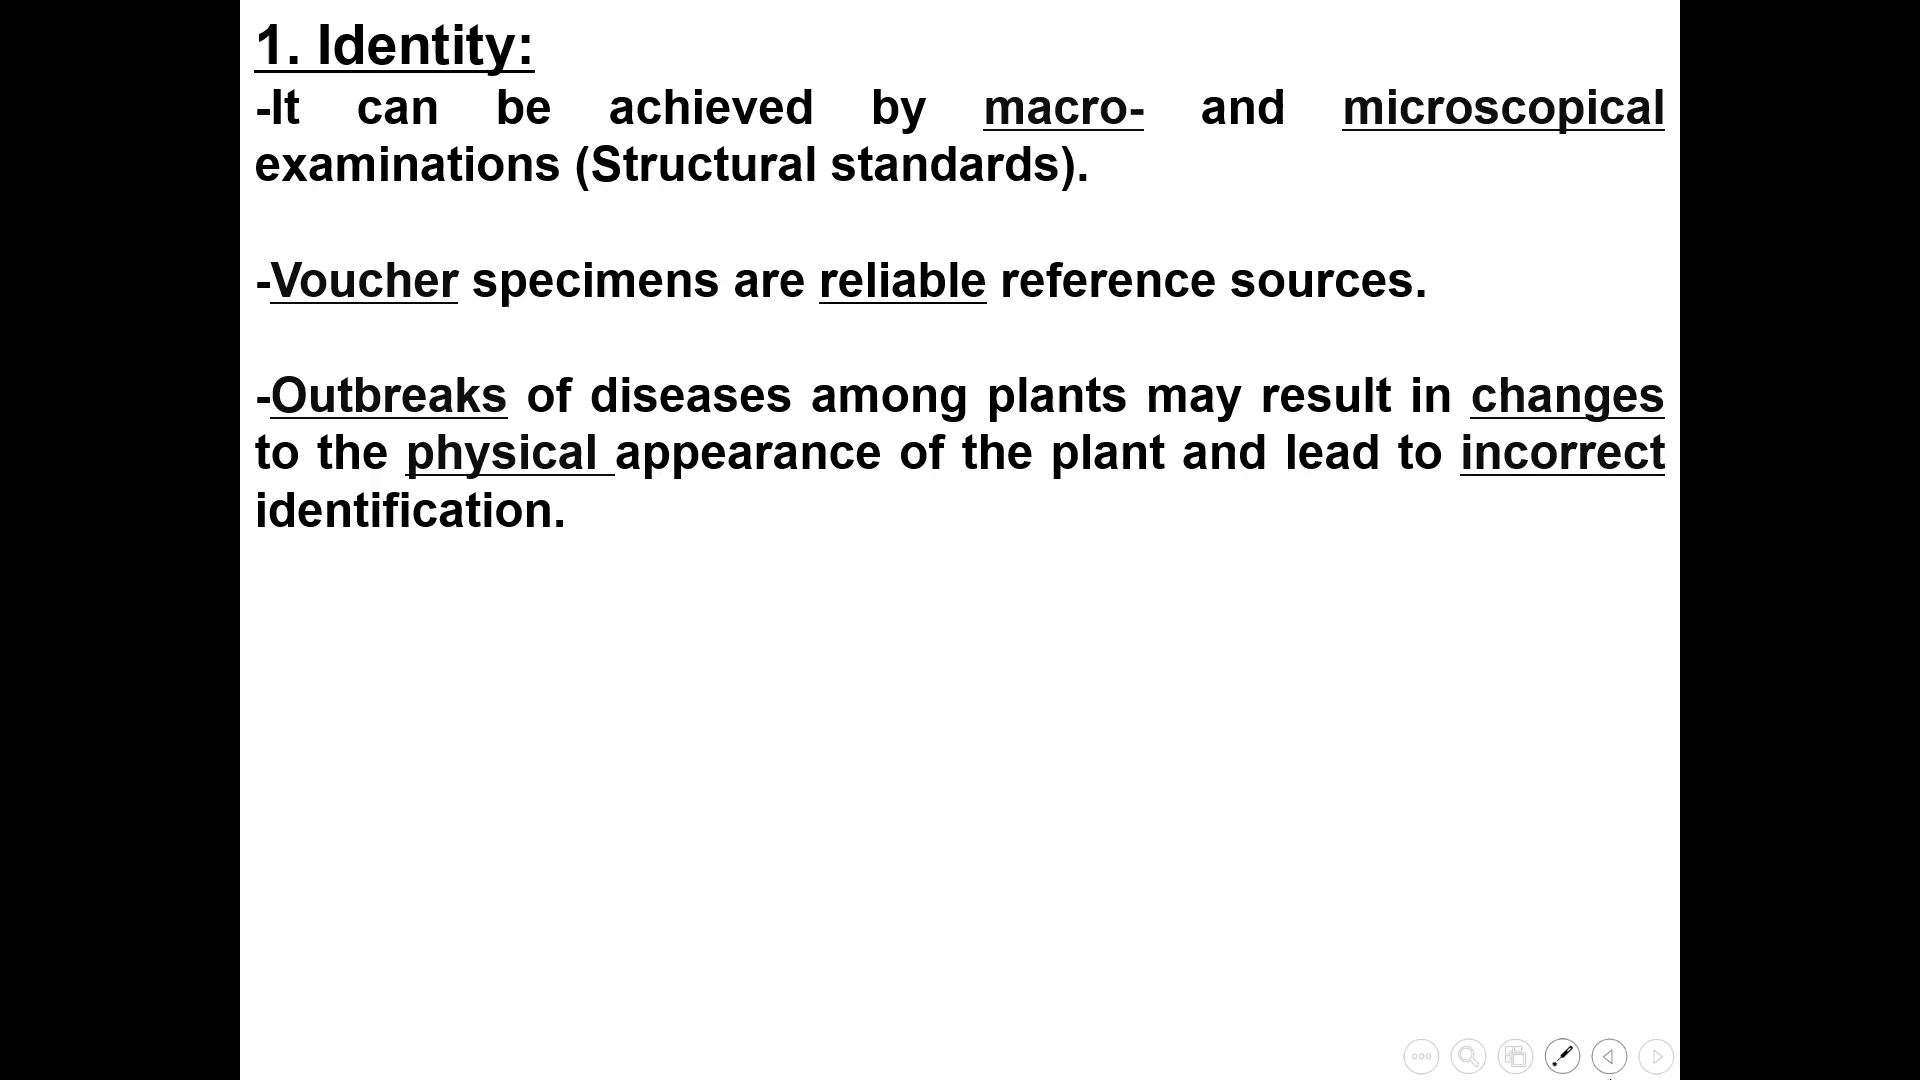 1. Identity:
-It can be achieved by macro- and microscopical
examinations (Structural standards).
-Voucher specimens are reliable reference sources.
-Outbreaks of diseases among plants may result in changes
to the physical appearance of the plant and lead to incorrect
identification.